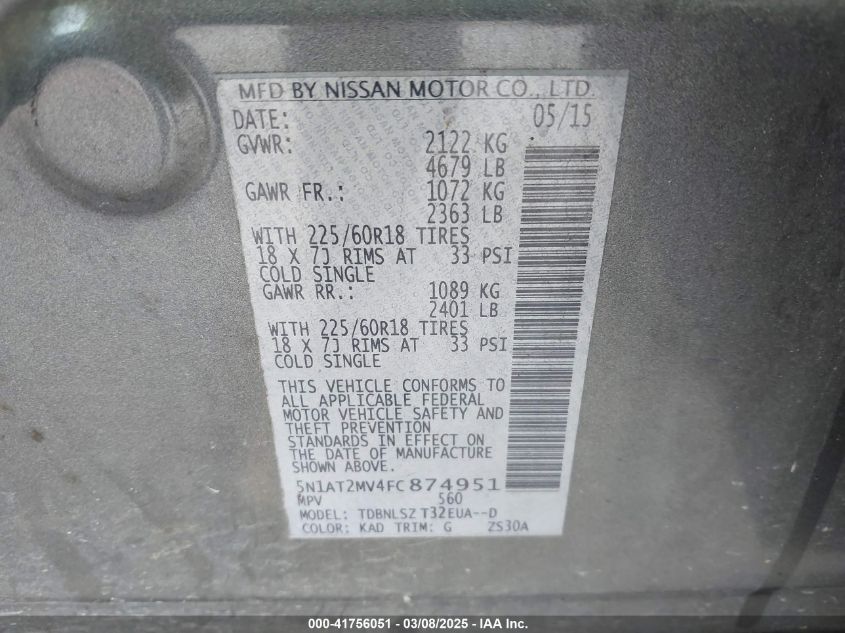 MFD BY NISSAN MOTOR CO., LTD.
DATE: 05/15
GVWR: 2122 KG
4679 LB
GAWR FR.: 1072 KG
2363 LB
WITH 225/60R18 TIRES
18 X 7J RIMS AT 33 PSI
COLD SINGLE
GAWR RR.: 1089 KG
2401 LB
WITH 225/60R18 TIRES
18 X 7J RIMS AT 33 PSI
COLD SINGLE
THIS VEHICLE CONFORMS TO
ALL APPLICABLE FEDERAL
MOTOR VEHICLE SAFETY AND
THEFT PREVENTION
STANDARDS IN EFFECT ON
THE DATE OF MANUFACTURE
SHOWN ABOVE.
5N1AT2MV4FC874951
MPV 560
MODEL: TDBNLSZ T32EUA--D
COLOR: KAD TRIM: G ZS30A
000-41756051 - 03/08/2025 - IAA Inc.